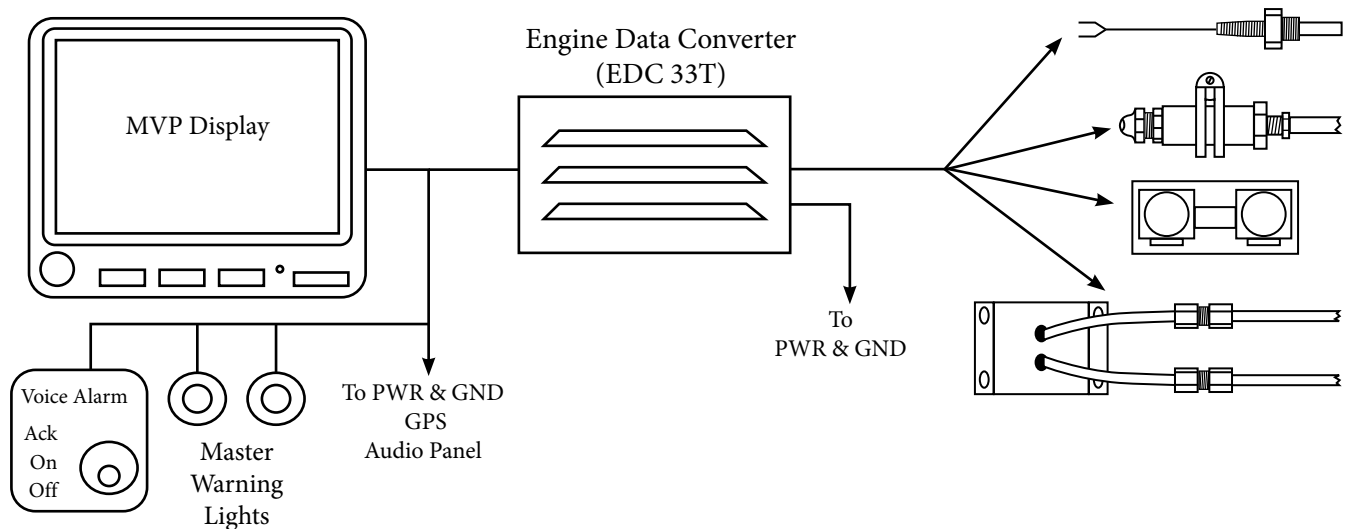 MVP Display
Engine Data Converter
(EDC 33T)
To
PWR & GND
To PWR & GND
GPS
Audio Panel
Voice Alarm
Ack
On
Off
Master
Warning
Lights